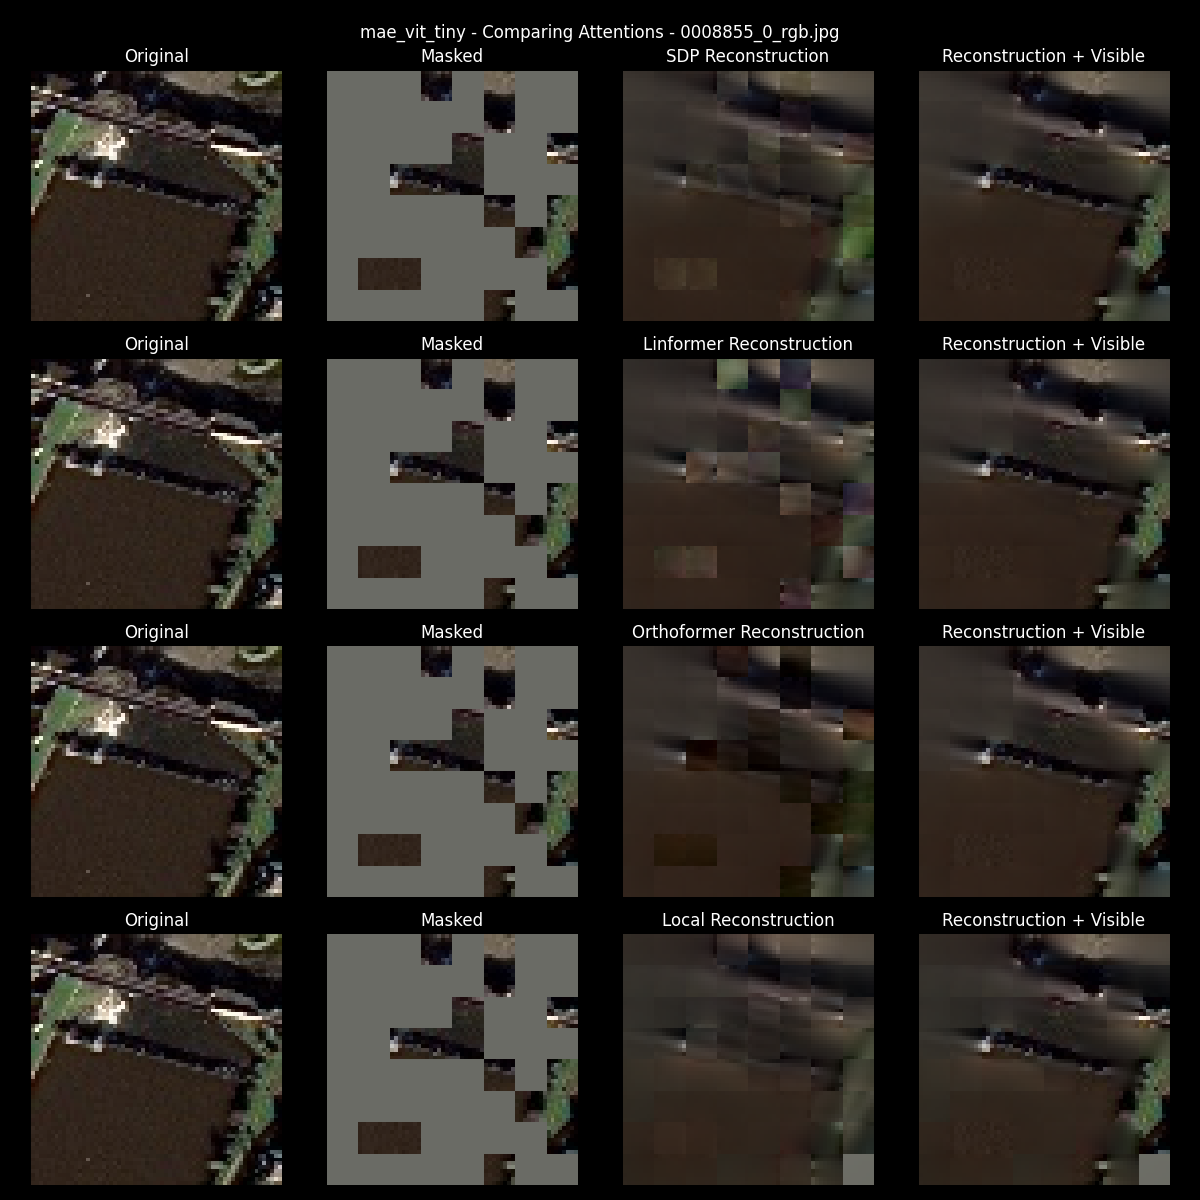 mae_vit_tiny - Comparing Attentions - 0008855_0_rgb.jpg
Original Masked SDP Reconstruction Reconstruction + Visible
Original Masked Linformer Reconstruction Reconstruction + Visible
Original Masked Orthoformer Reconstruction Reconstruction + Visible
Original Masked Local Reconstruction Reconstruction + Visible